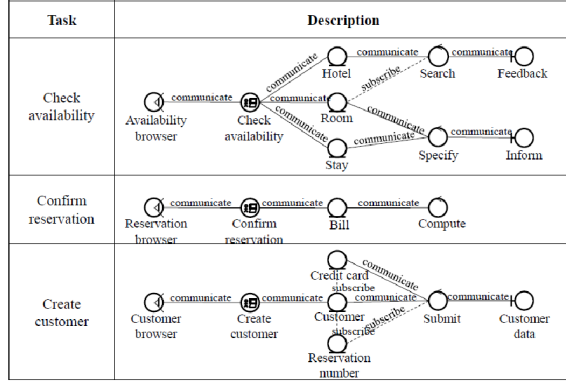 Task
Description
Check
availability
Availability
browser
communicate
Check
availability
communicate
communicate
communicate
Hotel
communicate
Search
communicate
Feedback
subscribe
Room
communicate
Stay
communicate
Specify
communicate
Inform
Confirm
reservation
Reservation
browser
communicate
Confirm
reservation
communicate
Bill
communicate
Compute
Create
customer
Customer
browser
communicate
Create
customer
communicate
Credit card
subscribe
communicate
Customer
communicate
subscribe
subscribe
Submit
communicate
Customer
data
Reservation
number